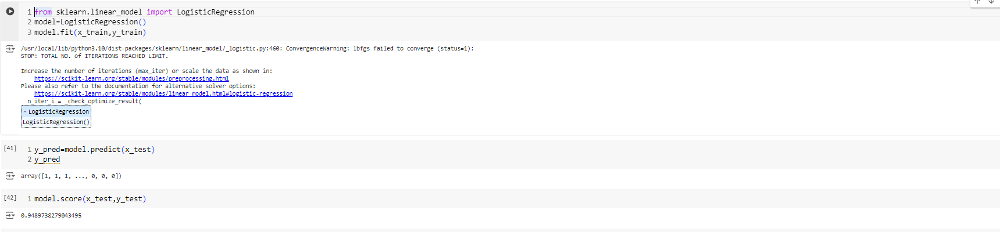 1 from sklearn.linear_model import LogisticRegression
2 model=LogisticRegression()
3 model.fit(x_train,y_train)
/usr/local/lib/python3.10/dist-packages/sklearn/linear_model/_logistic.py:460: ConvergenceWarning: lbfgs failed to converge (status=1):
STOP: TOTAL NO. of ITERATIONS REACHED LIMIT.
Increase the number of iterations (max_iter) or scale the data as shown in:
https://scikit-learn.org/stable/modules/preprocessing.html
Please also refer to the documentation for alternative solver options:
https://scikit-learn.org/stable/modules/linear_model.html#logistic-regression
n_iter_i = _check_optimize_result(
LogisticRegression
LogisticRegression()
[41] 1 y_pred=model.predict(x_test)
2 y_pred
array([1, 1, 1, ..., 0, 0, 0])
[42] 1 model.score(x_test,y_test)
0.9489738279043495